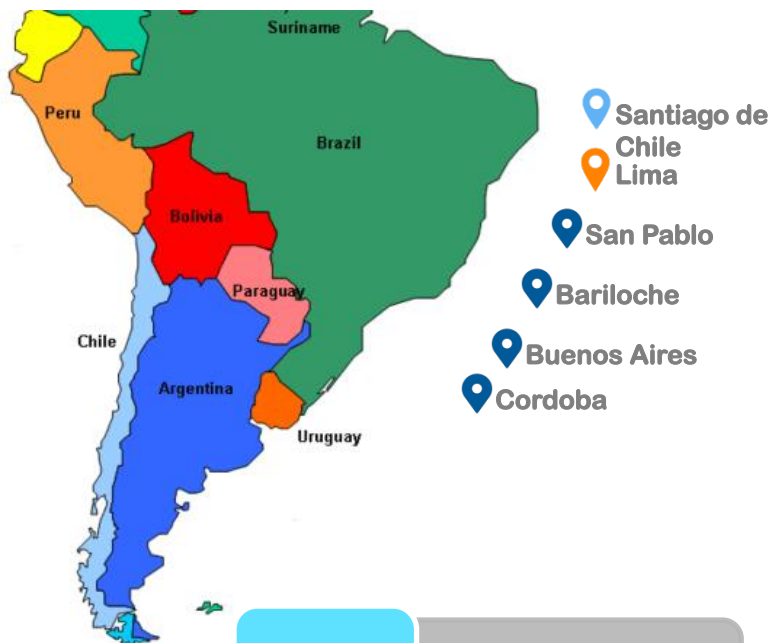 Suriname
Peru
Brazil
Santiago de
Chile
Lima
Bolivia
San Pablo
Paraguay
Bariloche
Chile
Buenos Aires
Argentina
Cordoba
Uruguay